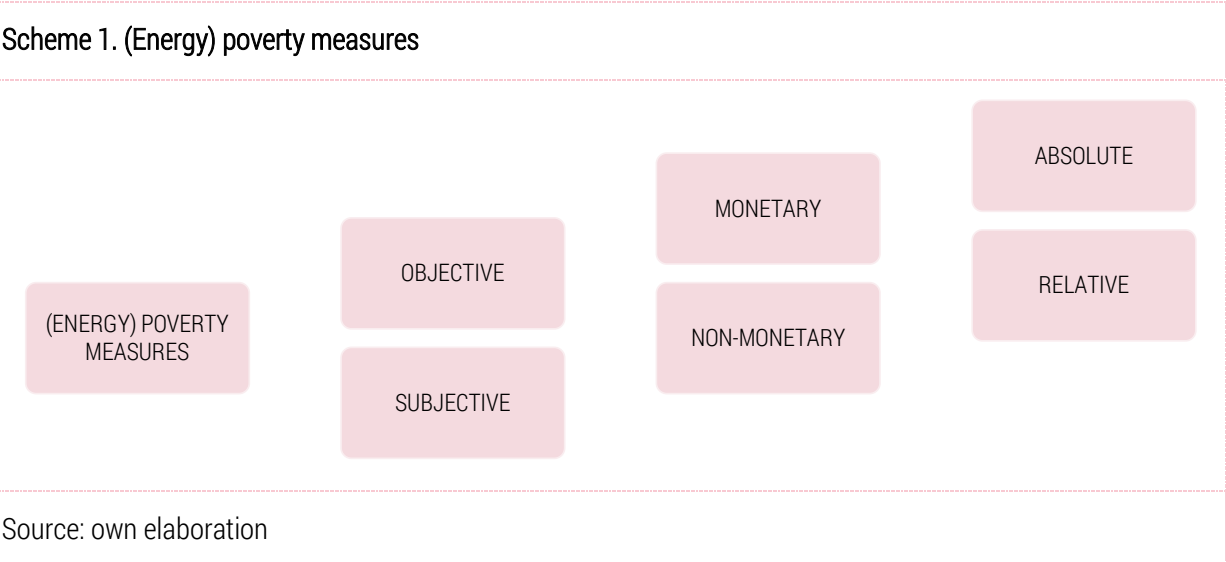 Scheme 1. (Energy) poverty measures
(ENERGY) POVERTY
MEASURES
OBJECTIVE
SUBJECTIVE
MONETARY
NON-MONETARY
ABSOLUTE
RELATIVE
Source: own elaboration